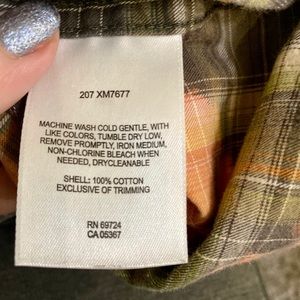 207 XM7677
MACHINE WASH COLD GENTLE, WITH
LIKE COLORS, TUMBLE DRY LOW,
REMOVE PROMPTLY, IRON MEDIUM,
NON-CHLORINE BLEACH WHEN
NEEDED, DRYCLEANABLE
SHELL: 100% COTTON
EXCLUSIVE OF TRIMMING
RN 69724
CA 05367